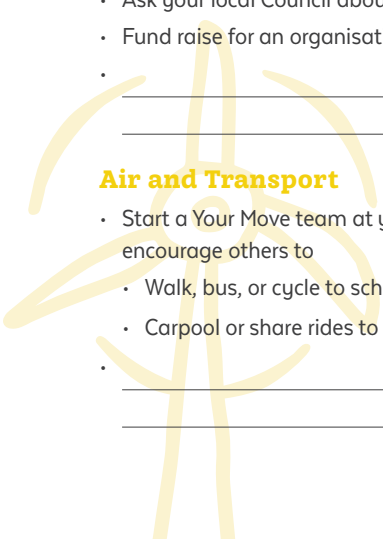 • Ask your local Council abou
• Fund raise for an organisat
•
Air and Transport
• Start a Your Move team at
encourage others to
• Walk, bus, or cycle to sch
• Carpool or share rides to
•